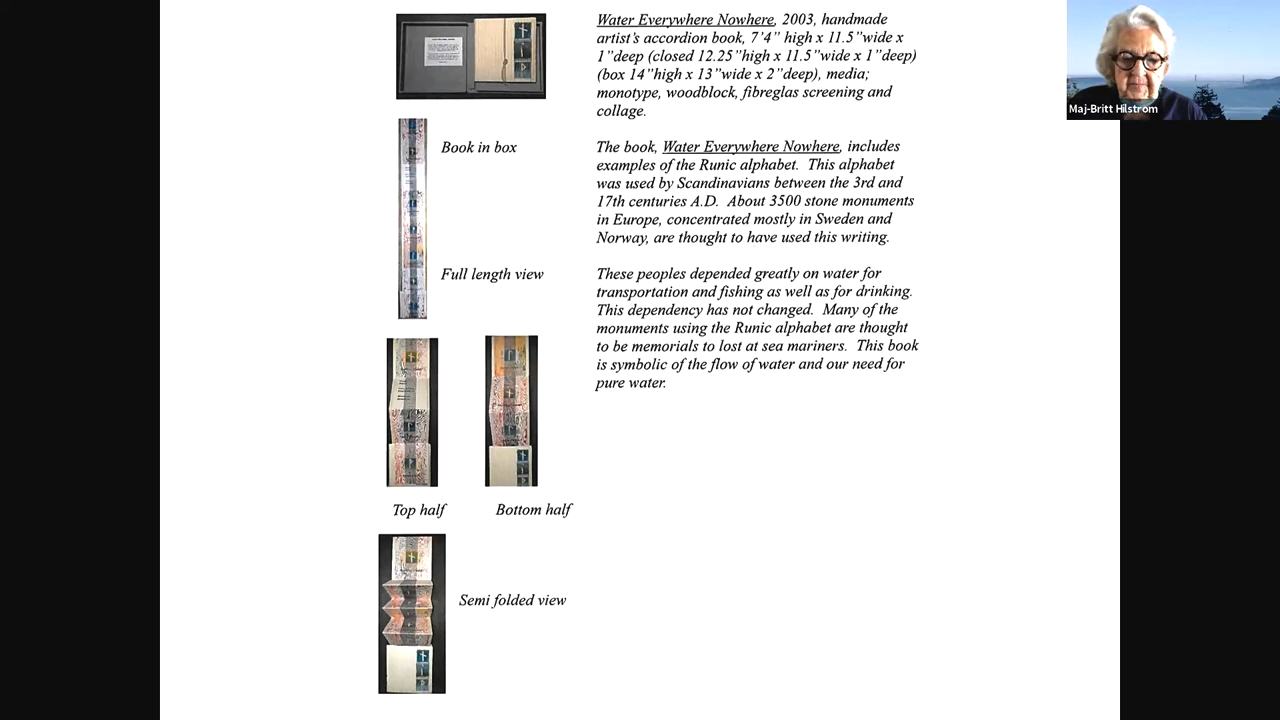 Water Everywhere Nowhere, 2003, handmade
artist's accordion book, 7'4" high x 11.5"wide x
1"deep (closed 12.25"high x 11.5"wide x 1"deep)
(box 14"high x 13"wide x 2"deep), media;
monotype, woodblock, fibreglas screening and
collage.
Maj-Britt Hilstrom
Book in box
The book, Water Everywhere Nowhere, includes
examples of the Runic alphabet.  This alphabet
was used by Scandinavians between the 3rd and
17th centuries A.D.  About 3500 stone monuments
in Europe, concentrated mostly in Sweden and
Norway, are thought to have used this writing.
Full length view
These peoples depended greatly on water for
transportation and fishing as well as for drinking.
This dependency has not changed.  Many of the
monuments using the Runic alphabet are thought
to be memorials to lost at sea mariners.  This book
is symbolic of the flow of water and our need for
pure water.
Top half
Bottom half
Semi folded view